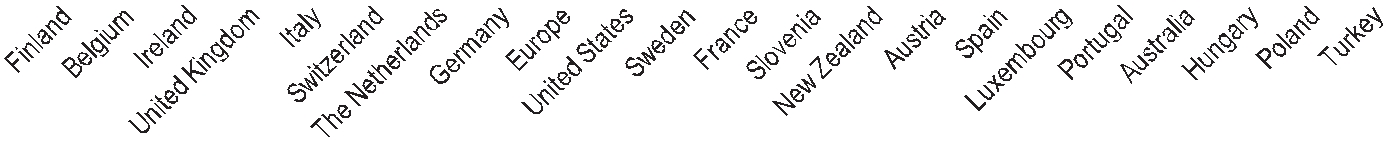 Finland
Belgium
Ireland
United Kingdom
Italy
Switzerland
The Netherlands
Germany
Europe
United States
Sweden
France
Slovenia
New Zealand
Austria
Spain
Luxembourg
Portugal
Australia
Hungary
Poland
Turkey